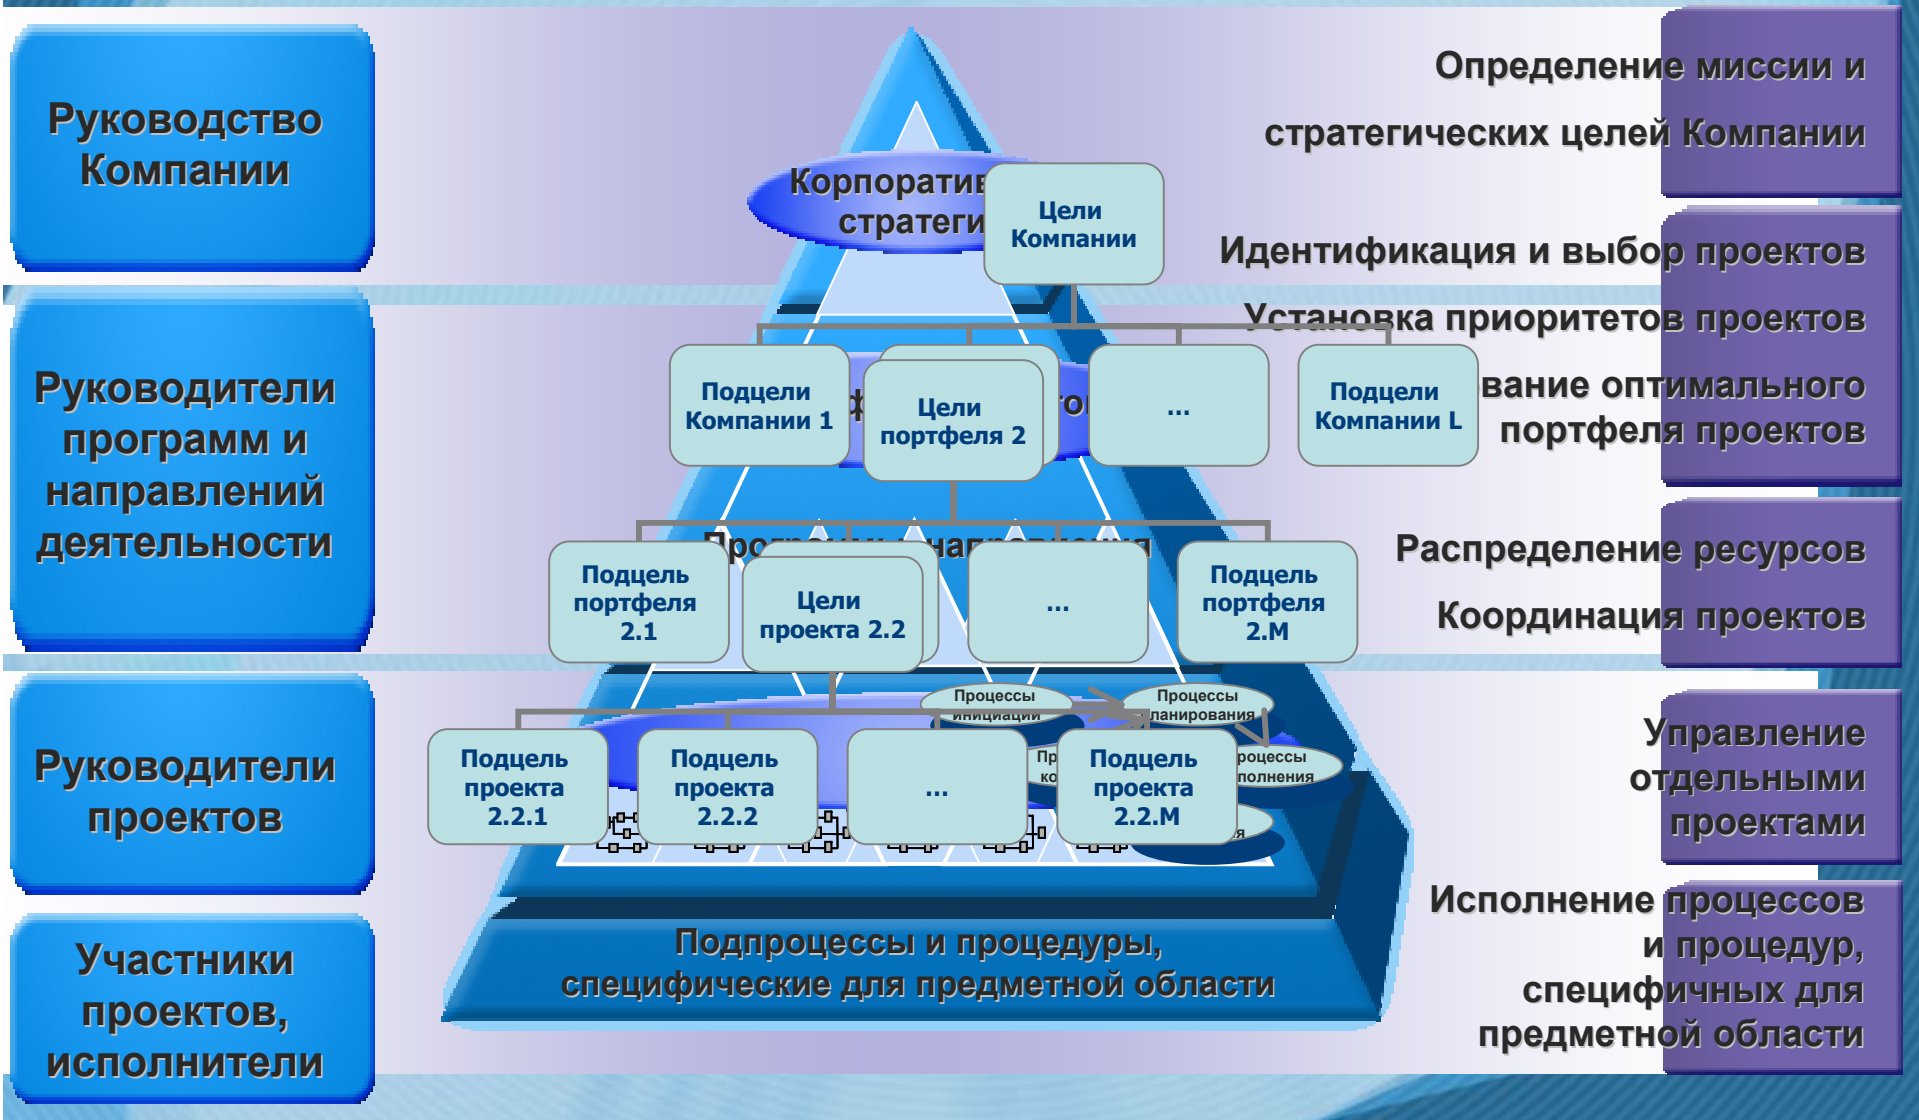 Руководство
Компании
Руководители
программ и
направлений
деятельности
Руководители
проектов
Участники
проектов,
исполнители
Цели
Компании
Подцели
Компании 1
Цели
портфеля 2
...
Подцели
Компании L
Подцель
портфеля
2.1
Цели
проекта 2.2
...
Подцель
портфеля
2.М
Процессы
инициации
Процессы
Подцель
проекта
2.2.1
Подцель
проекта
2.2.2
...
Подцель
проекта
2.2.М
Подпроцессы и процедуры,
специфические для предметной области
Определение миссии и
стратегических целей Компании
Идентификация и выбор проектов
Установка приоритетов проектов
оптимального
портфеля проектов
Распределение ресурсов
Координация проектов
Управление
отдельными
проектами
Исполнение процессов
и процедур,
специфичных для
предметной области